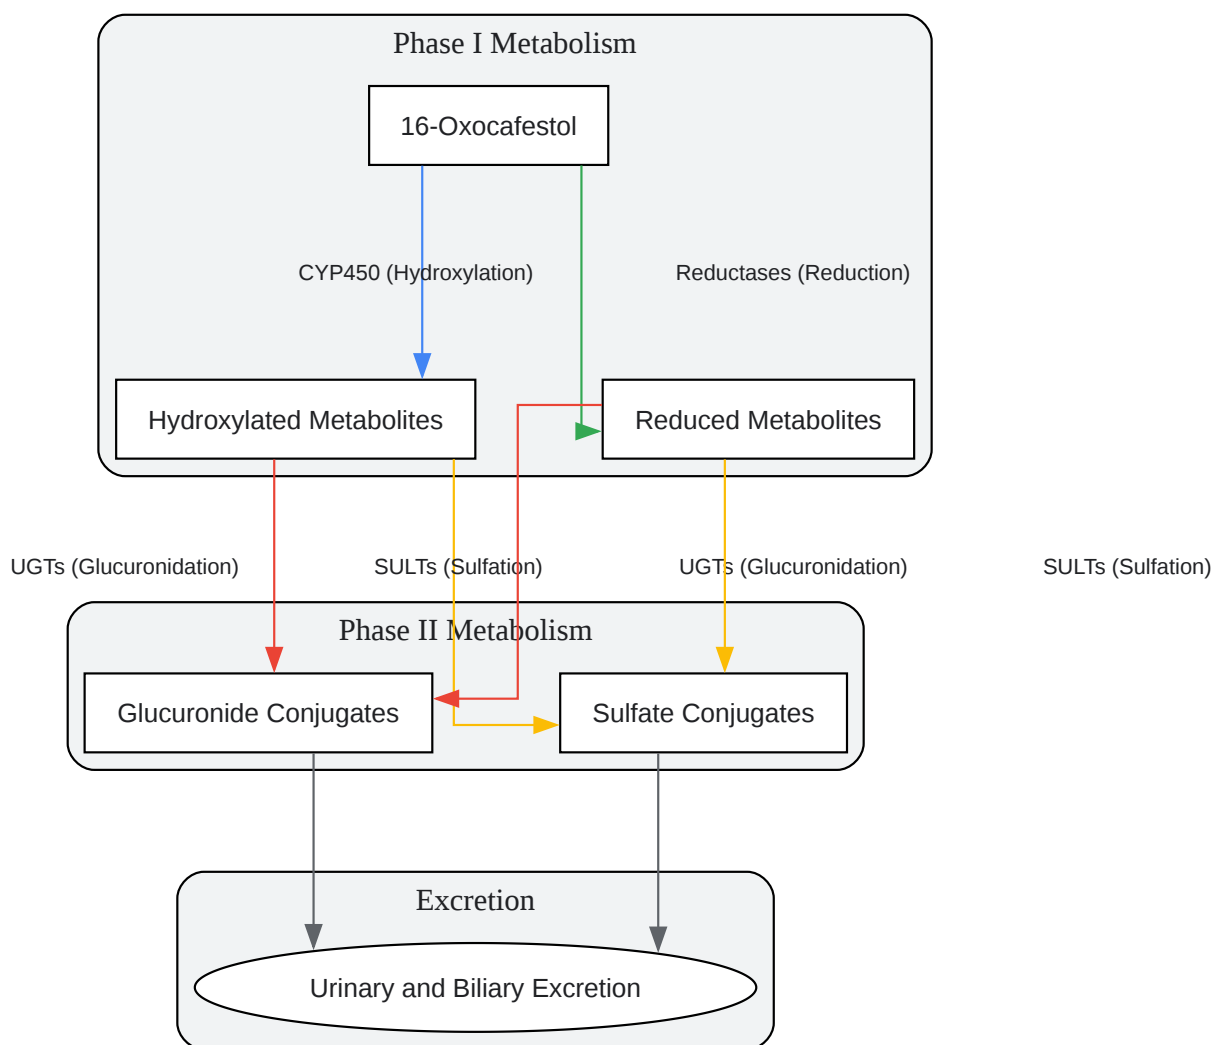 Phase I Metabolism
16-Oxocafestol
CYP450 (Hydroxylation)
Reductases (Reduction)
Hydroxylated Metabolites
Reduced Metabolites
UGTs (Glucuronidation)
SULTs (Sulfation)
UGTs (Glucuronidation)
SULTs (Sulfation)
Phase II Metabolism
Glucuronide Conjugates
Sulfate Conjugates
Excretion
Urinary and Biliary Excretion